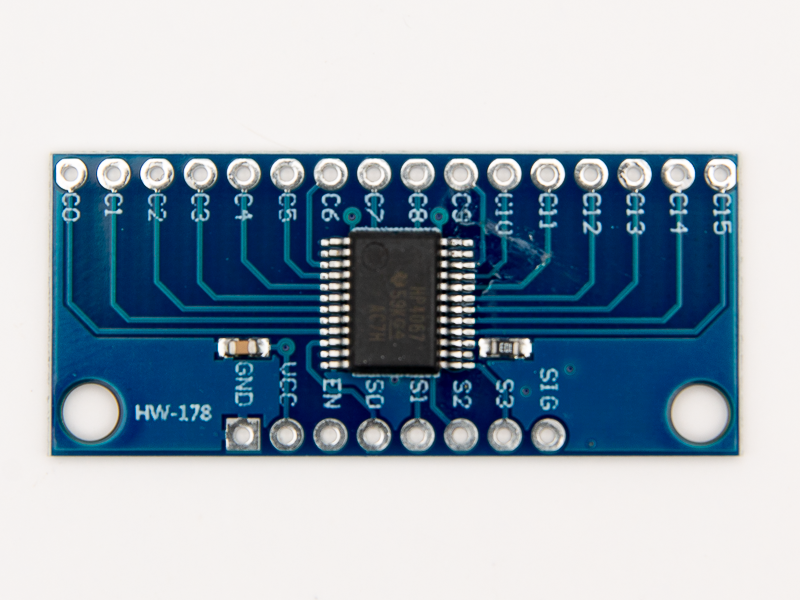 C0 C1 C2 C3 C4 C5 C6 C7 C8 C9 C10 C11 C12 C13 C14 C15
HP4067
HW-178
GND VCC EN S0 S1 S2 S3 SIG